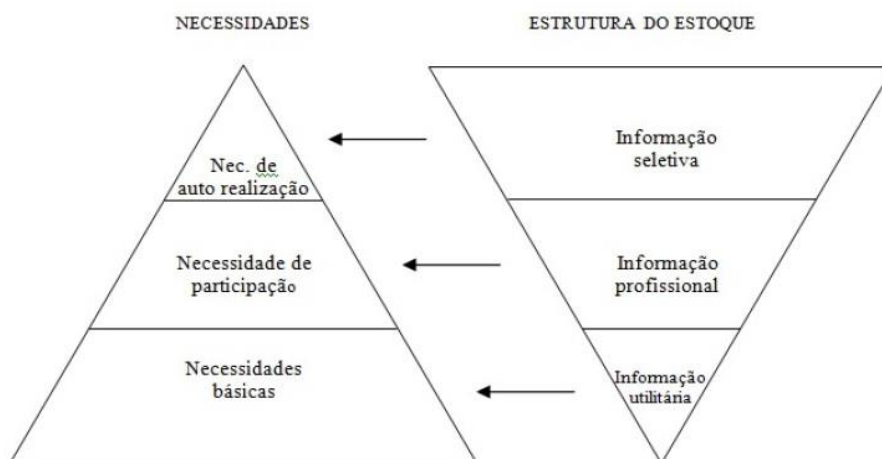 NECESSIDADES
ESTRUTURA DO ESTOQUE
Nec. de
auto realização
Informação
seletiva
Necessidade de
participação
Informação
profissional
Necessidades
básicas
Informação
utilitária